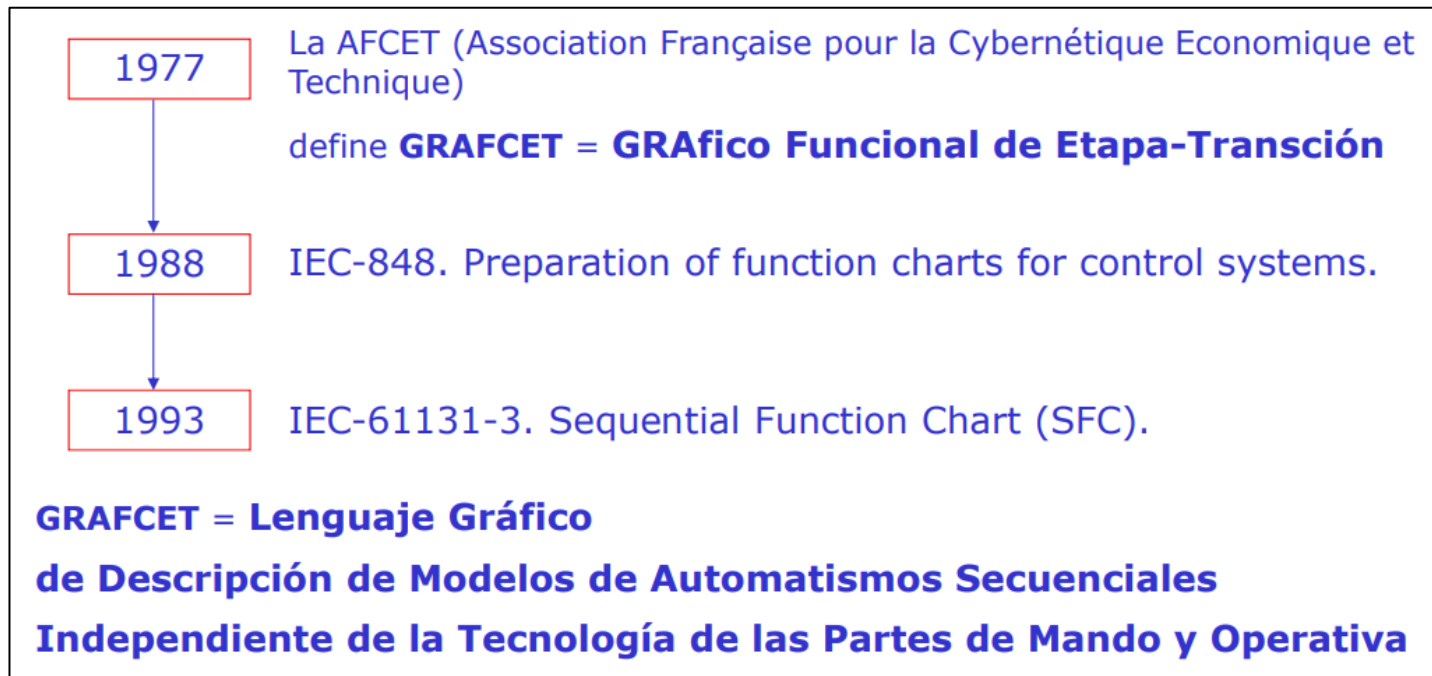 1977
La AFCET (Association Française pour la Cybernétique Economique et
Technique)
define GRAFCET = GRAfico Funcional de Etapa-Transción
1988
IEC-848. Preparation of function charts for control systems.
1993
IEC-61131-3. Sequential Function Chart (SFC).
GRAFCET = Lenguaje Gráfico
de Descripción de Modelos de Automatismos Secuenciales
Independiente de la Tecnología de las Partes de Mando y Operativa